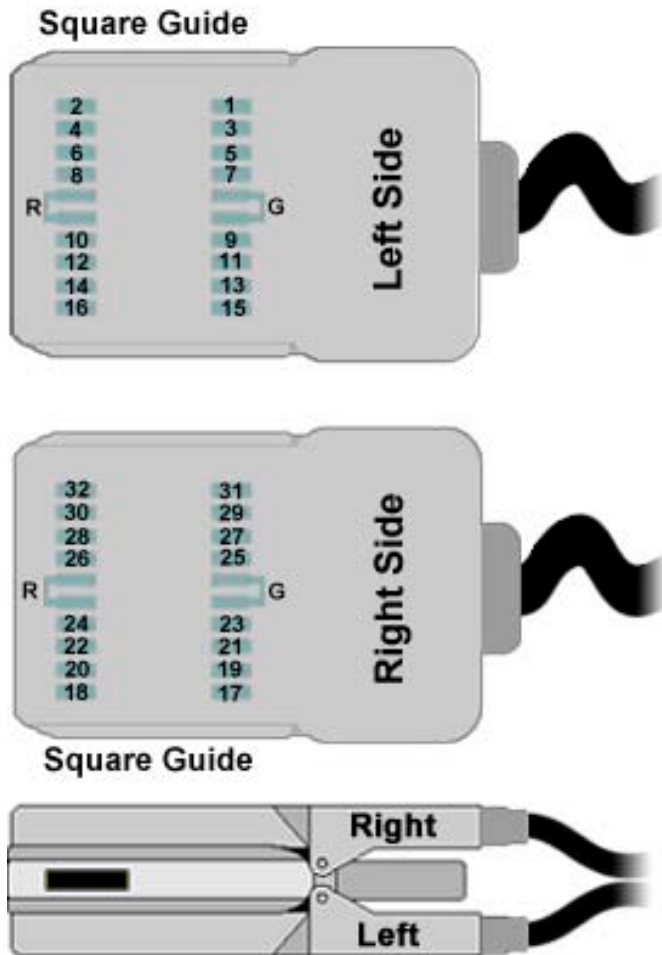 Square Guide
2 1
4 3
6 5
8 7
R G
10 9
12 11
14 13
16 15
Left Side
32 31
30 29
28 27
26 25
R G
24 23
22 21
20 19
18 17
Right Side
Square Guide
Right
Left